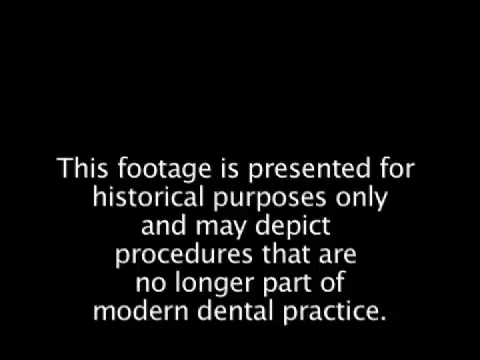 This footage is presented for
historical purposes only
and may depict
procedures that are
no longer part of
modern dental practice.